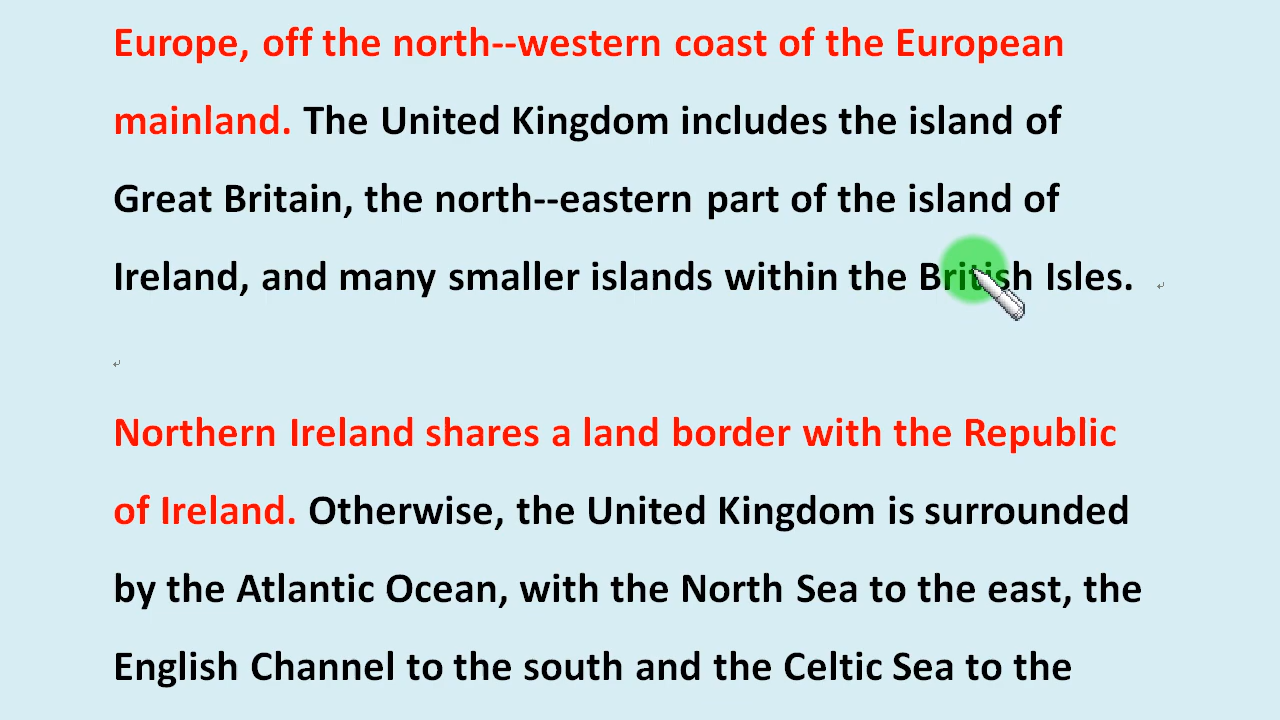 Europe, off the north--western coast of the European
mainland. The United Kingdom includes the island of
Great Britain, the north--eastern part of the island of
Ireland, and many smaller islands within the British Isles.
Northern Ireland shares a land border with the Republic
of Ireland. Otherwise, the United Kingdom is surrounded
by the Atlantic Ocean, with the North Sea to the east, the
English Channel to the south and the Celtic Sea to the